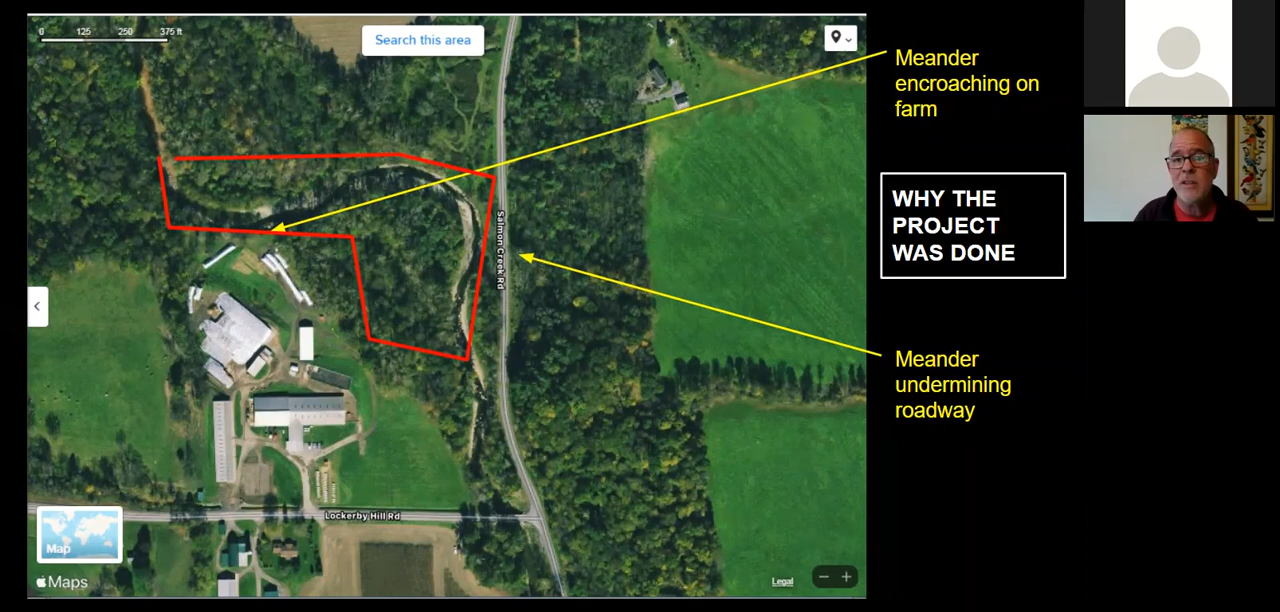 0 125 250 375 ft
Search this area
Meander
encroaching on
farm
WHY THE
PROJECT
WAS DONE
Salmon Creek Rd
Meander
undermining
roadway
Lockerby Hill Rd
Map
Maps
Legal